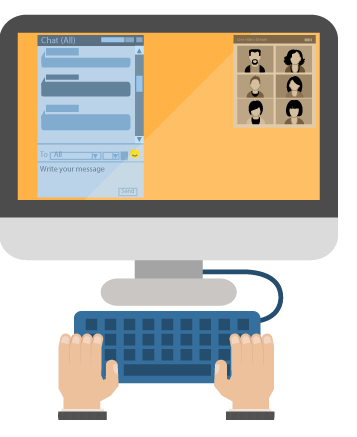 Chat (All)
To
All
Write your message
Send